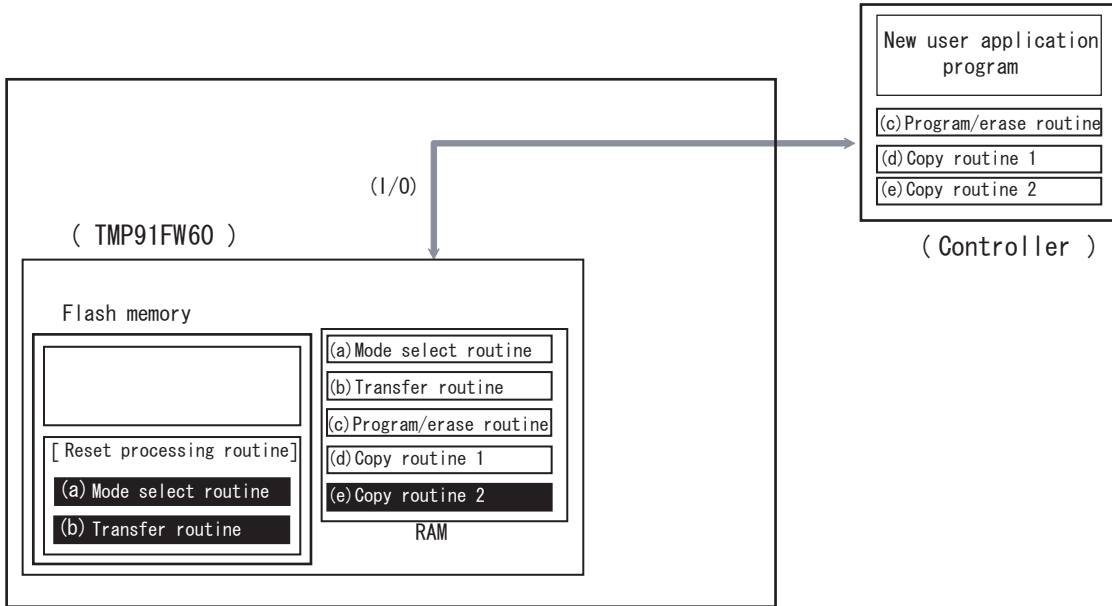 New user application
program
(c)Program/erase routine
(d)Copy routine 1
(e)Copy routine 2
( Controller )
(I/O)
( TMP91FW60 )
Flash memory
[Reset processing routine]
(a)Mode select routine
(b)Transfer routine
(a)Mode select routine
(b)Transfer routine
(c)Program/erase routine
(d)Copy routine 1
(e)Copy routine 2
RAM